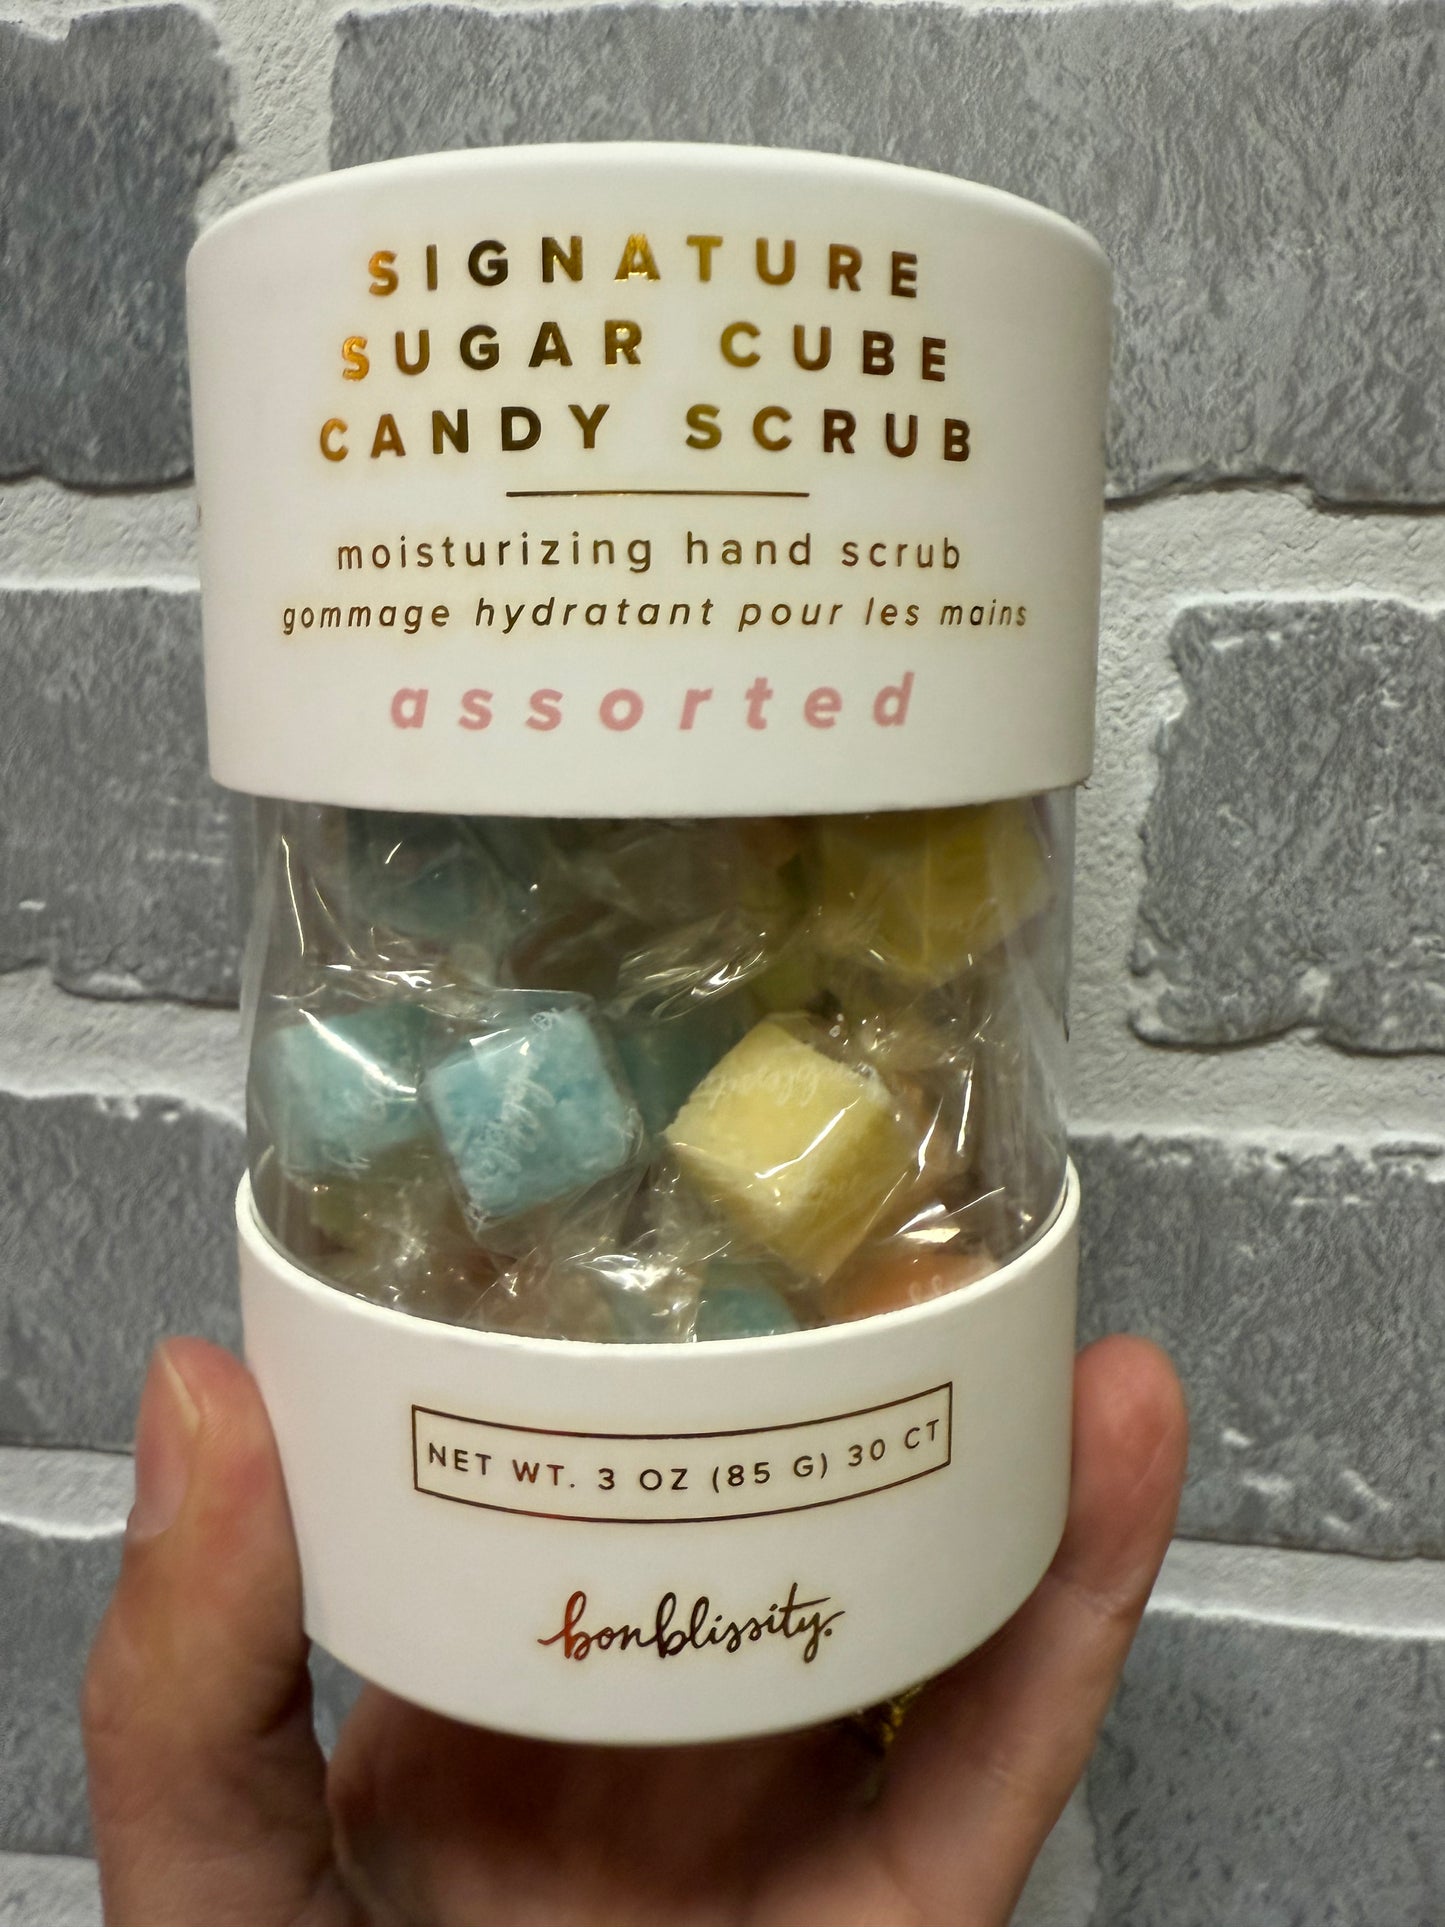 SIGNATURE
SUGAR CUBE
CANDY SCRUB
moisturizing hand scrub
gommage hydratant pour les mains
assorted
NET WT. 3 OZ (85 G) 30 CT
bonblissity.